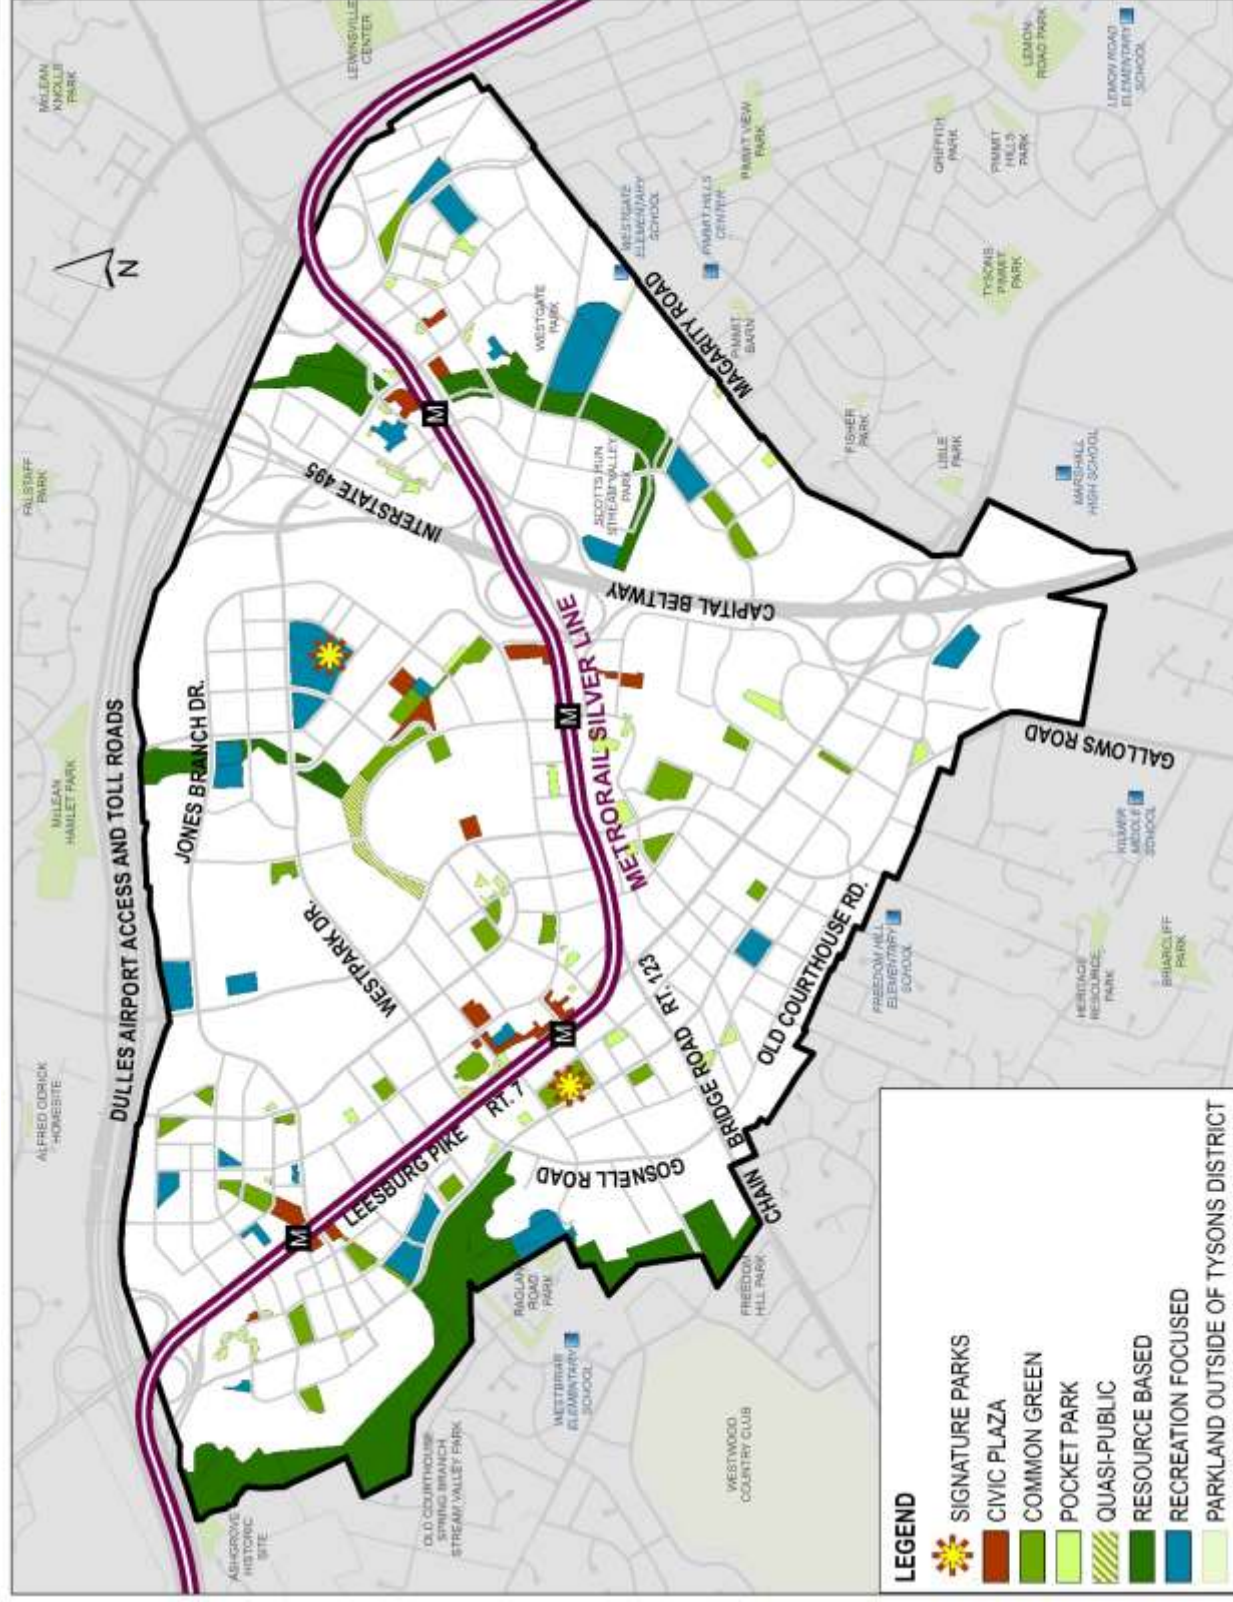 McLEAN
KNOLLS
PARK
LEWINSVILLE
CENTER
LEMON
ROAD PARK
LEMON ROAD
ELEMENTARY
SCHOOL
PIMMIT VIEW
PARK
GRIFFITH
PARK
PIMMIT
HILLS
PARK
N
WESTGATE
ELEMENTARY
SCHOOL
PIMMIT HILLS
CENTER
TYSONS
PIMMIT
PARK
WESTGATE
PARK
MAGARITY ROAD
PIMMIT
BARN
FISHER
PARK
LISLE
PARK
MARSHALL
HIGH SCHOOL
FALSTAFF
PARK
INTERSTATE 495
M
SCOTTS RUN
STREAM VALLEY
PARK
CAPITAL BELTWAY
McLEAN
HAMLET PARK
DULLES AIRPORT ACCESS AND TOLL ROADS
JONES BRANCH DR.
M
METRORAIL SILVER LINE
GALLOWS ROAD
KILMER
MIDDLE
SCHOOL
WESTPARK DR.
RT. 123
OLD COURTHOUSE RD.
FREEDOM HILL
ELEMENTARY
SCHOOL
HERITAGE
RESOURCE
PARK
BRIARCLIFF
PARK
ALFRED ODRICK
HOMESITE
M
RT. 7
LEESBURG PIKE
GOSNELL ROAD
CHAIN BRIDGE ROAD
M
RAGLAN
ROAD
PARK
FREEDOM
HILL PARK
WESTBRIAR
ELEMENTARY
SCHOOL
OLD COURTHOUSE
SPRING BRANCH
STREAM VALLEY PARK
WESTWOOD
COUNTRY CLUB
ASHGROVE
HISTORIC
SITE
LEGEND
SIGNATURE PARKS
CIVIC PLAZA
COMMON GREEN
POCKET PARK
QUASI-PUBLIC
RESOURCE BASED
RECREATION FOCUSED
PARKLAND OUTSIDE OF TYSONS DISTRICT